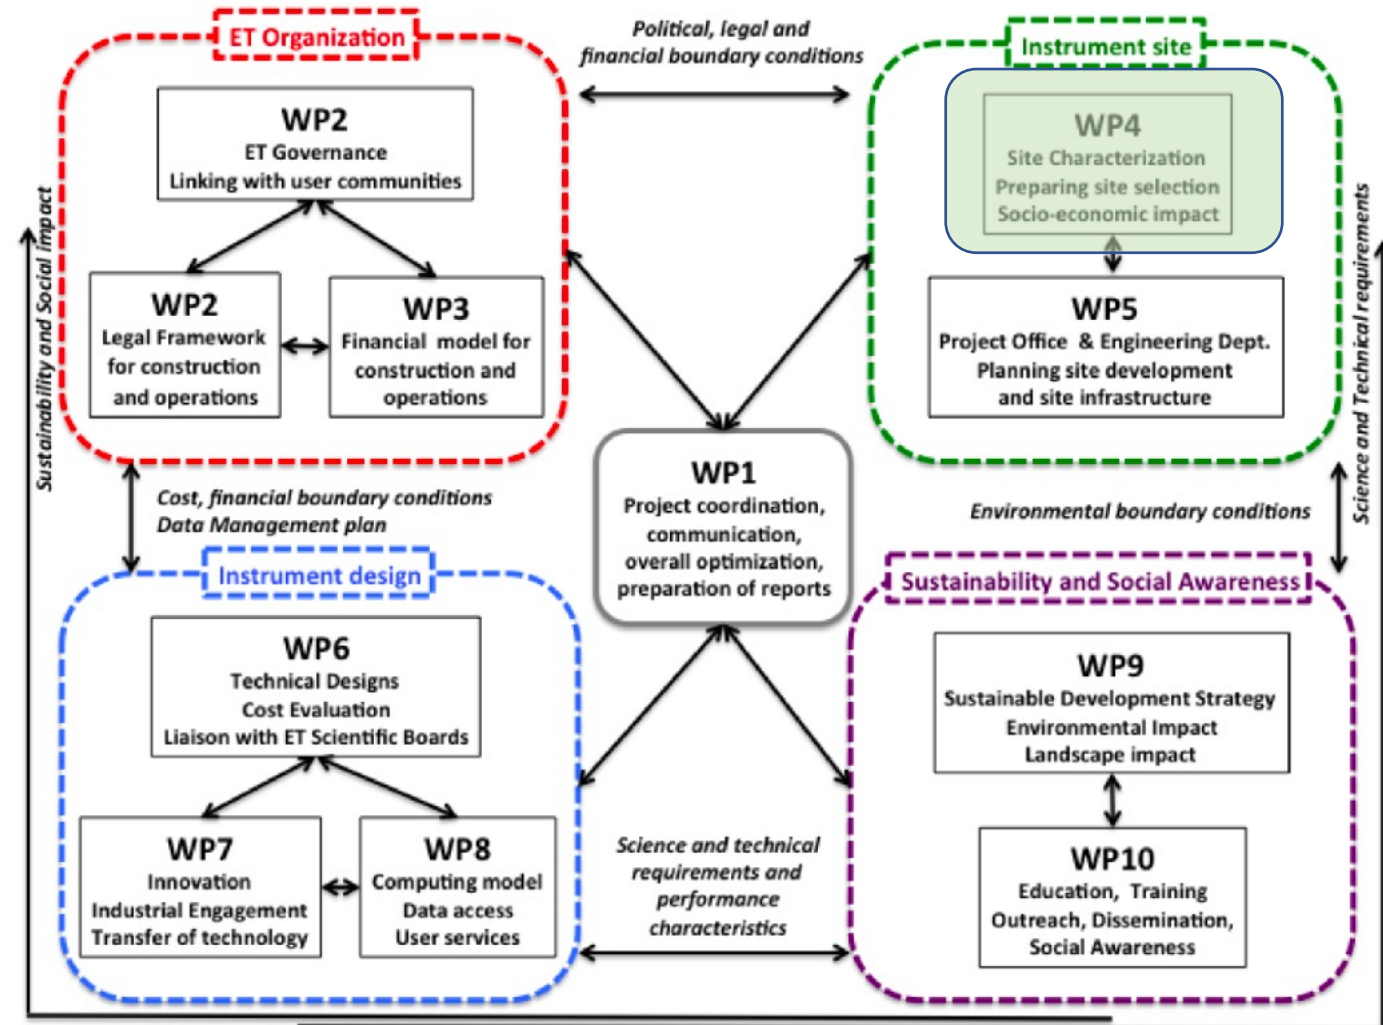 ET Organization
WP2
ET Governance
Linking with user communities
WP2
Legal Framework
for construction
and operations
WP3
Financial model for
construction and
operations
Political, legal and
financial boundary conditions
Instrument site
WP4
Site Characterization
Preparing site selection
Socio-economic impact
WP5
Project Office & Engineering Dept.
Planning site development
and site infrastructure
Sustainability and Social impact
Science and Technical requirements
WP1
Project coordination,
communication,
overall optimization,
preparation of reports
Cost, financial boundary conditions
Data Management plan
Environmental boundary conditions
Instrument design
WP6
Technical Designs
Cost Evaluation
Liaison with ET Scientific Boards
WP7
Innovation
Industrial Engagement
Transfer of technology
WP8
Computing model
Data access
User services
Science and technical
requirements and
performance
characteristics
Sustainability and Social Awareness
WP9
Sustainable Development Strategy
Environmental Impact
Landscape impact
WP10
Education, Training
Outreach, Dissemination,
Social Awareness